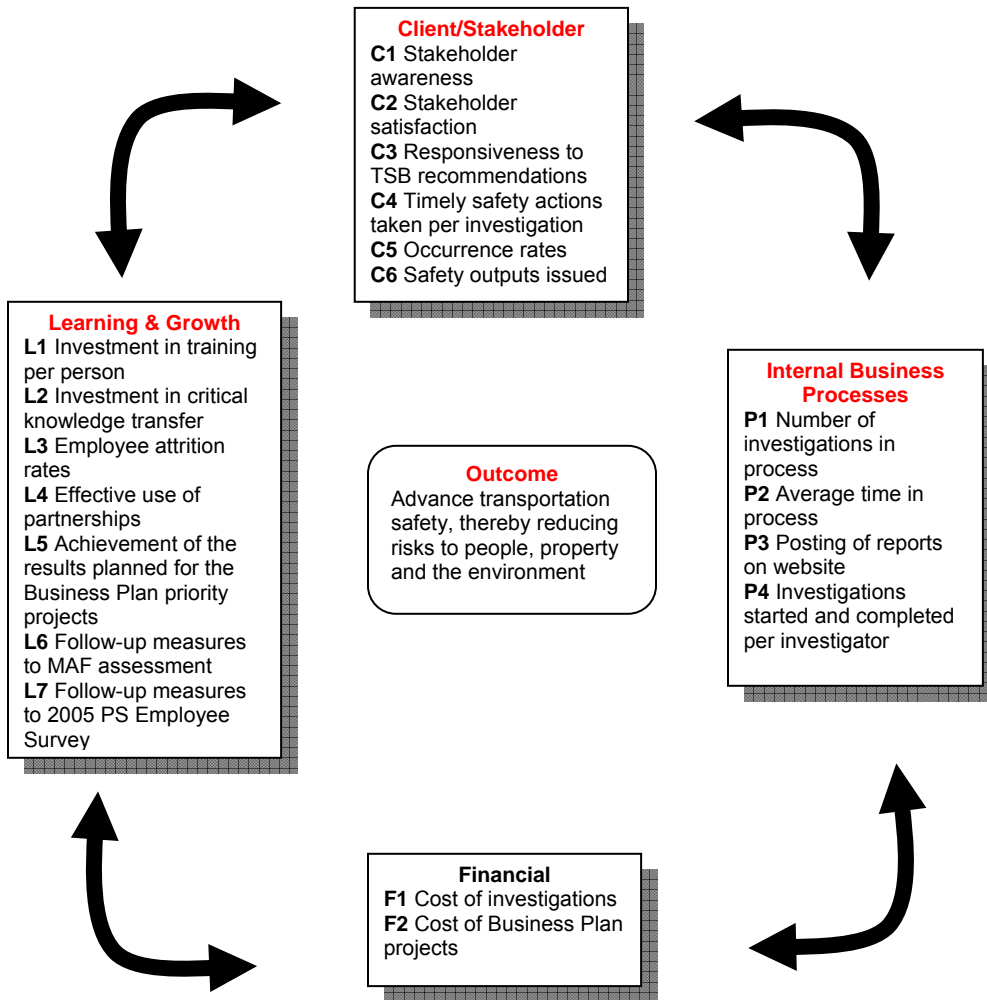 Client/Stakeholder
C1 Stakeholder
awareness
C2 Stakeholder
satisfaction
C3 Responsiveness to
TSB recommendations
C4 Timely safety actions
taken per investigation
C5 Occurrence rates
C6 Safety outputs issued
Learning & Growth
L1 Investment in training
per person
L2 Investment in critical
knowledge transfer
L3 Employee attrition
rates
L4 Effective use of
partnerships
L5 Achievement of the
results planned for the
Business Plan priority
projects
L6 Follow-up measures
to MAF assessment
L7 Follow-up measures
to 2005 PS Employee
Survey
Outcome
Advance transportation
safety, thereby reducing
risks to people, property
and the environment
Internal Business
Processes
P1 Number of
investigations in
process
P2 Average time in
process
P3 Posting of reports
on website
P4 Investigations
started and completed
per investigator
Financial
F1 Cost of investigations
F2 Cost of Business Plan
projects